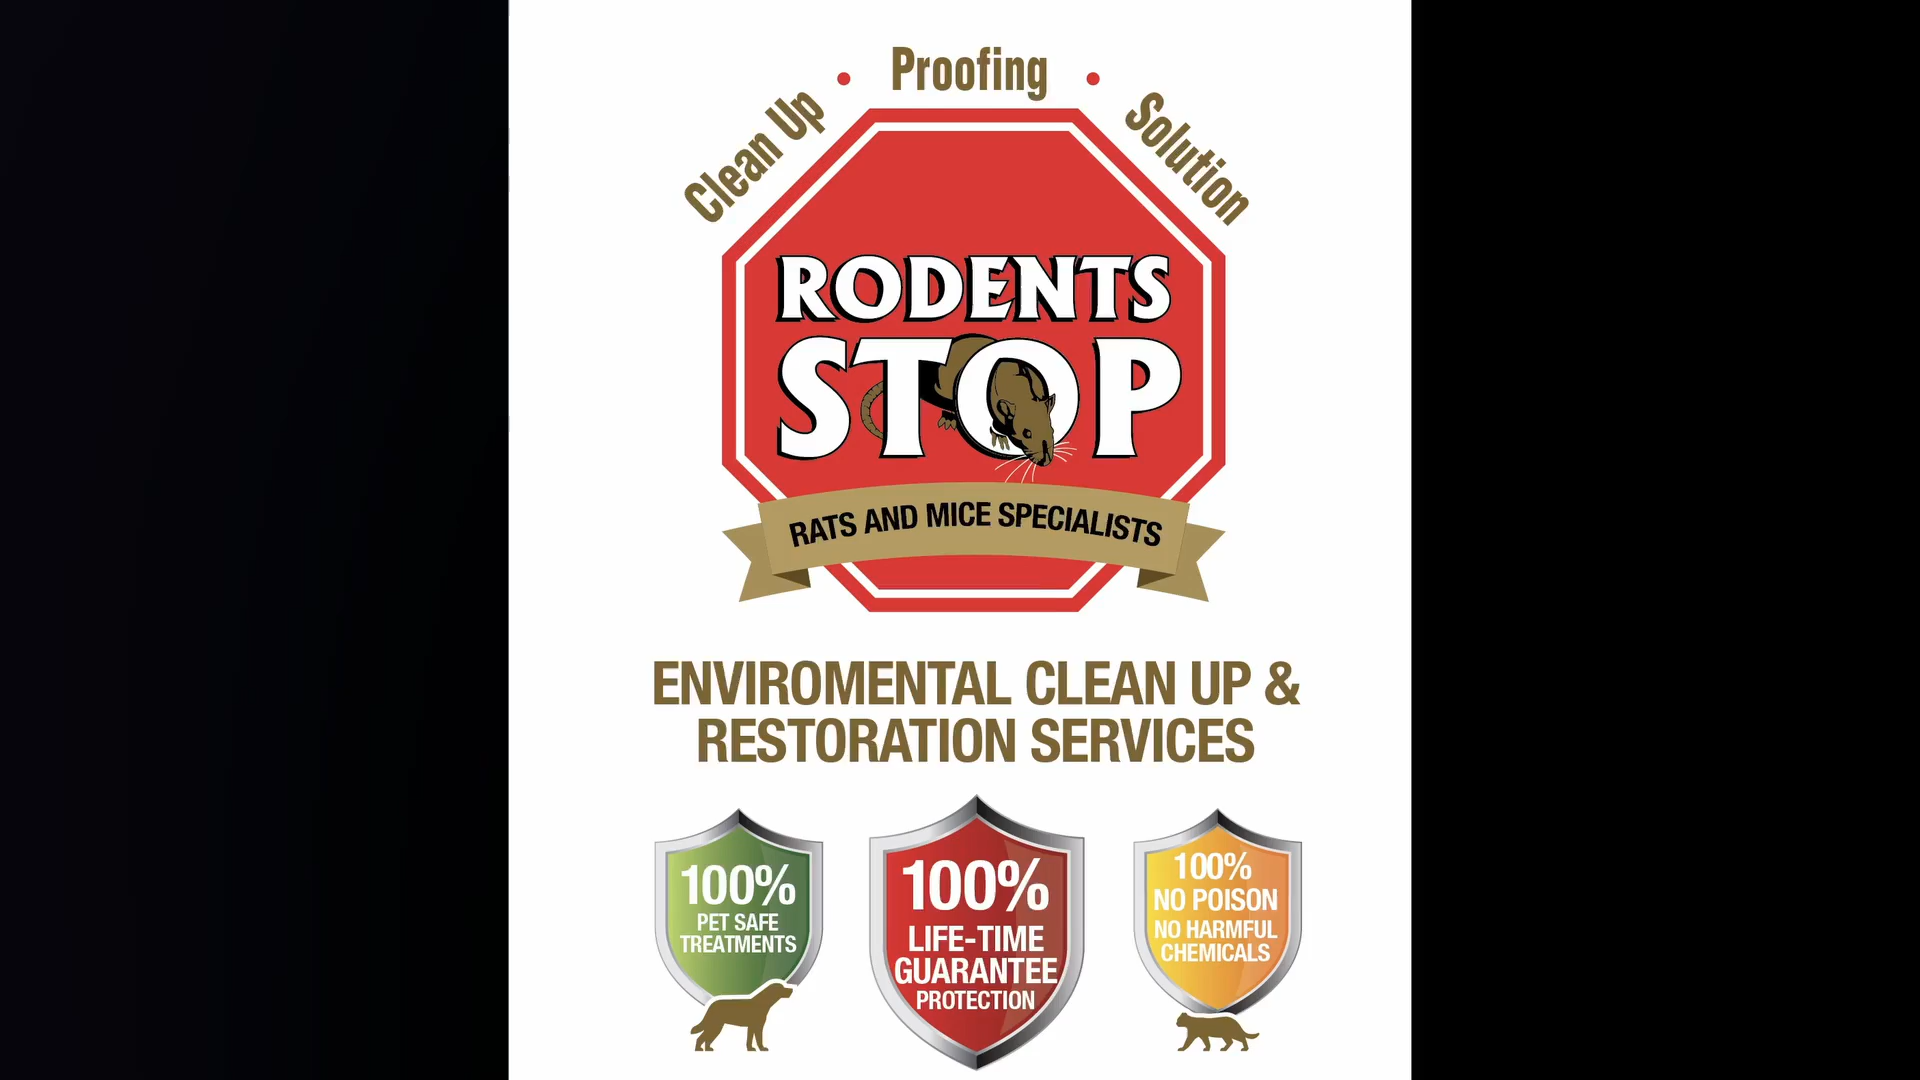 Clean Up • Proofing • Solution
RODENTS
STOP
RATS AND MICE SPECIALISTS
ENVIROMENTAL CLEAN UP &
RESTORATION SERVICES
100%
PET SAFE
TREATMENTS
100%
LIFE-TIME
GUARANTEE
PROTECTION
100%
NO POISON
NO HARMFUL
CHEMICALS